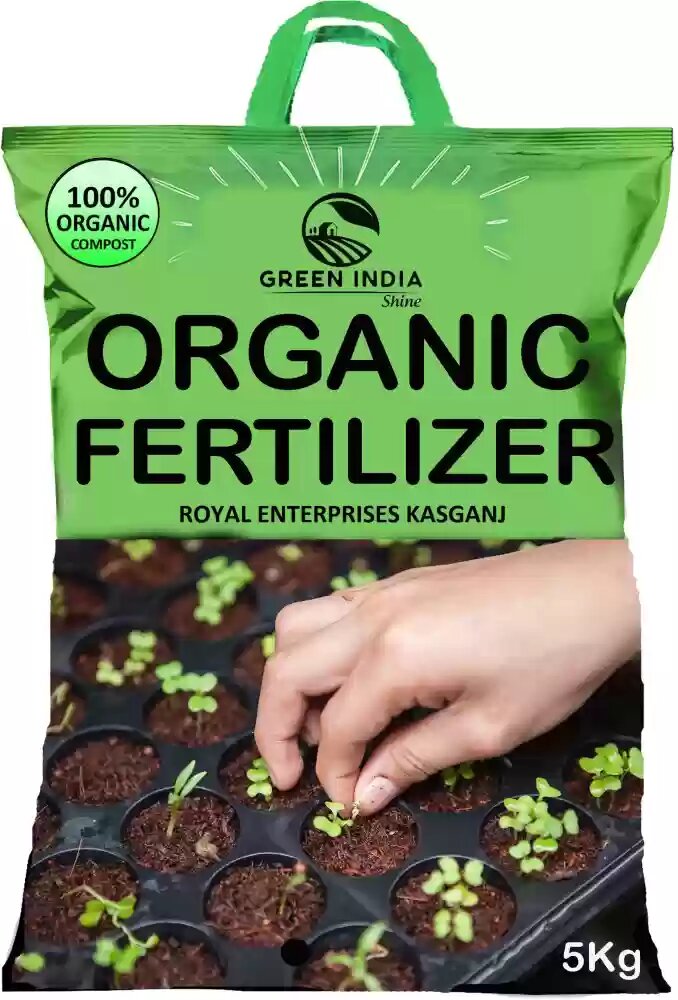 100%
ORGANIC
COMPOST
GREEN INDIA
Shine
ORGANIC
FERTILIZER
ROYAL ENTERPRISES KASGANJ
5Kg